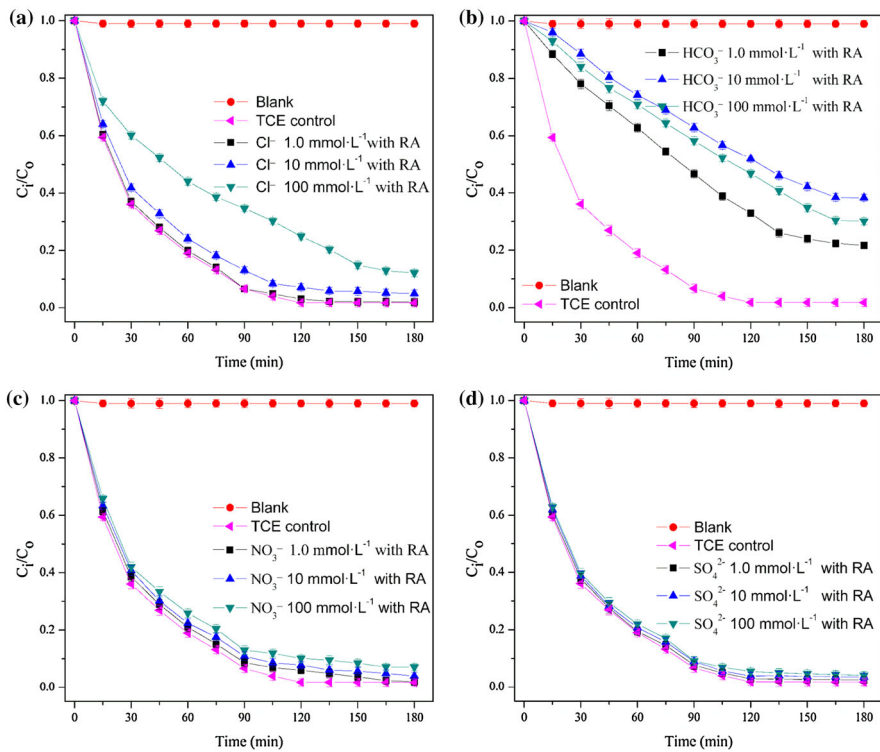 (a)
1.0
0.8
0.6
0.4
0.2
0.0
Cᵢ/Cₒ
Blank
TCE control
Cl⁻ 1.0 mmol·L⁻¹ with RA
Cl⁻ 10 mmol·L⁻¹ with RA
Cl⁻ 100 mmol·L⁻¹ with RA
0 30 60 90 120 150 180
Time (min)
(b)
1.0
0.8
0.6
0.4
0.2
0.0
Cᵢ/Cₒ
HCO₃⁻ 1.0 mmol·L⁻¹ with RA
HCO₃⁻ 10 mmol·L⁻¹ with RA
HCO₃⁻ 100 mmol·L⁻¹ with RA
Blank
TCE control
0 30 60 90 120 150 180
Time (min)
(c)
1.0
0.8
0.6
0.4
0.2
0.0
Cᵢ/Cₒ
Blank
TCE control
NO₃⁻ 1.0 mmol·L⁻¹ with RA
NO₃⁻ 10 mmol·L⁻¹ with RA
NO₃⁻ 100 mmol·L⁻¹ with RA
0 30 60 90 120 150 180
Time (min)
(d)
1.0
0.8
0.6
0.4
0.2
0.0
Cᵢ/Cₒ
Blank
TCE control
SO₄²⁻ 1.0 mmol·L⁻¹ with RA
SO₄²⁻ 10 mmol·L⁻¹ with RA
SO₄²⁻ 100 mmol·L⁻¹ with RA
0 30 60 90 120 150 180
Time (min)